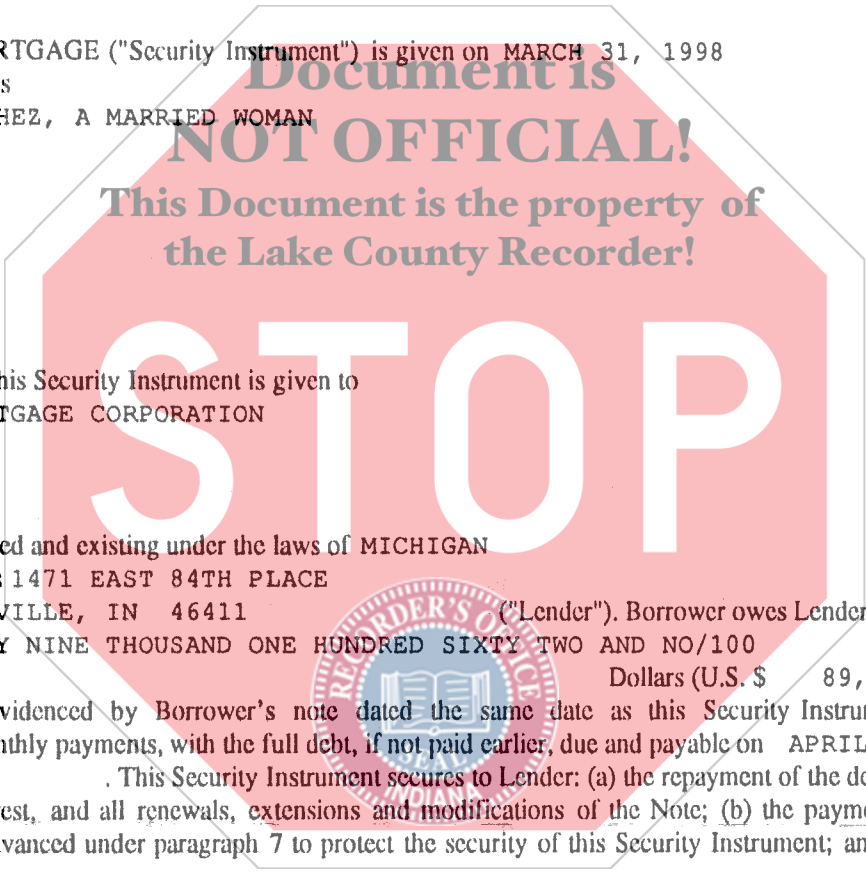 RTGAGE ("Security Instrument") is given on MARCH 31, 1998
Document is
s
HEZ, A MARRIED WOMAN
NOT OFFICIAL!
This Document is the property of
the Lake County Recorder!
STOP
his Security Instrument is given to
TGAGE CORPORATION
ed and existing under the laws of MICHIGAN
1471 EAST 84TH PLACE
VILLE, IN 46411 ("Lender"). Borrower owes Lender
Y NINE THOUSAND ONE HUNDRED SIXTY TWO AND NO/100
Dollars (U.S. $ 89,
RECORDER'S OFFICE
SEAL
INDIANA
videnced by Borrower's note dated the same date as this Security Instru
nthly payments, with the full debt, if not paid earlier, due and payable on APRIL
. This Security Instrument secures to Lender: (a) the repayment of the de
rest, and all renewals, extensions and modifications of the Note; (b) the payme
dvanced under paragraph 7 to protect the security of this Security Instrument; an